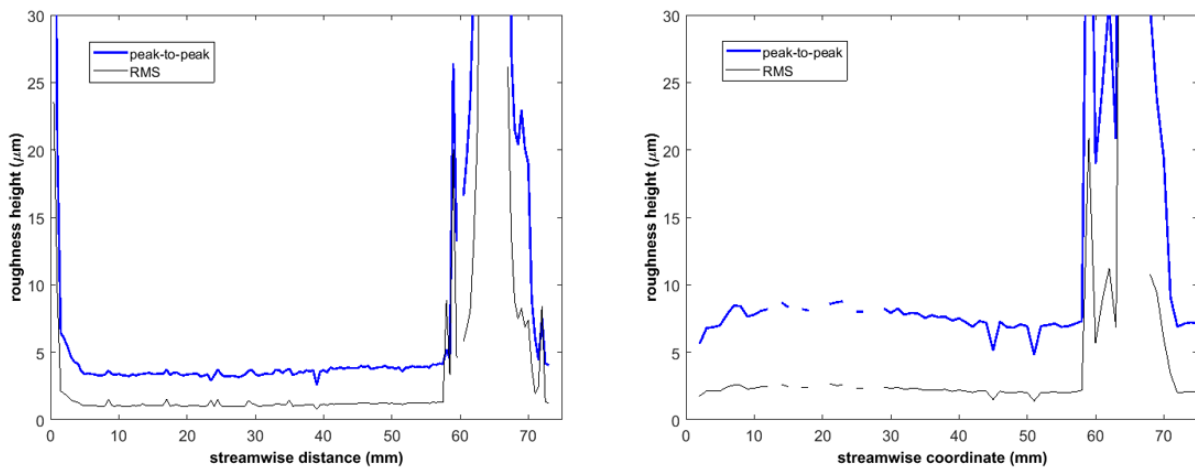 30
25
20
15
10
5
0
roughness height (μm)
peak-to-peak
RMS
0 10 20 30 40 50 60 70
streamwise distance (mm)
30
25
20
15
10
5
0
roughness height (μm)
peak-to-peak
RMS
0 10 20 30 40 50 60 70
streamwise coordinate (mm)